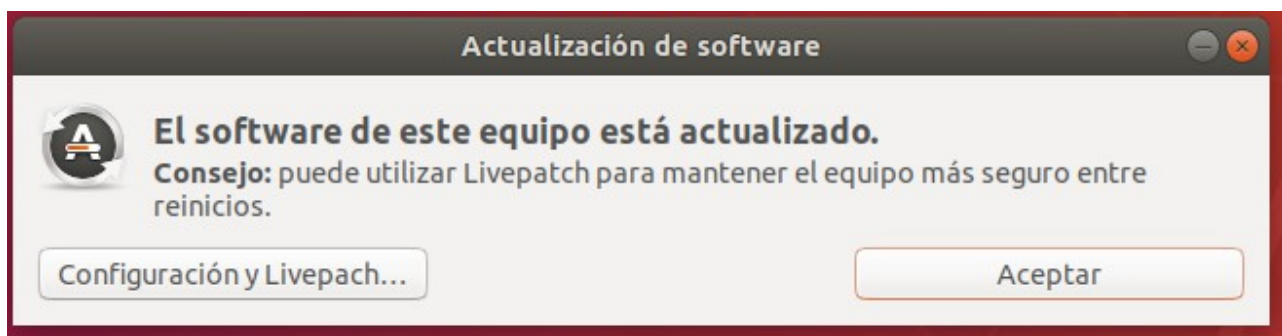 Actualización de software
El software de este equipo está actualizado.
Consejo: puede utilizar Livepatch para mantener el equipo más seguro entre
reinicios.
Configuración y Livepach...
Aceptar